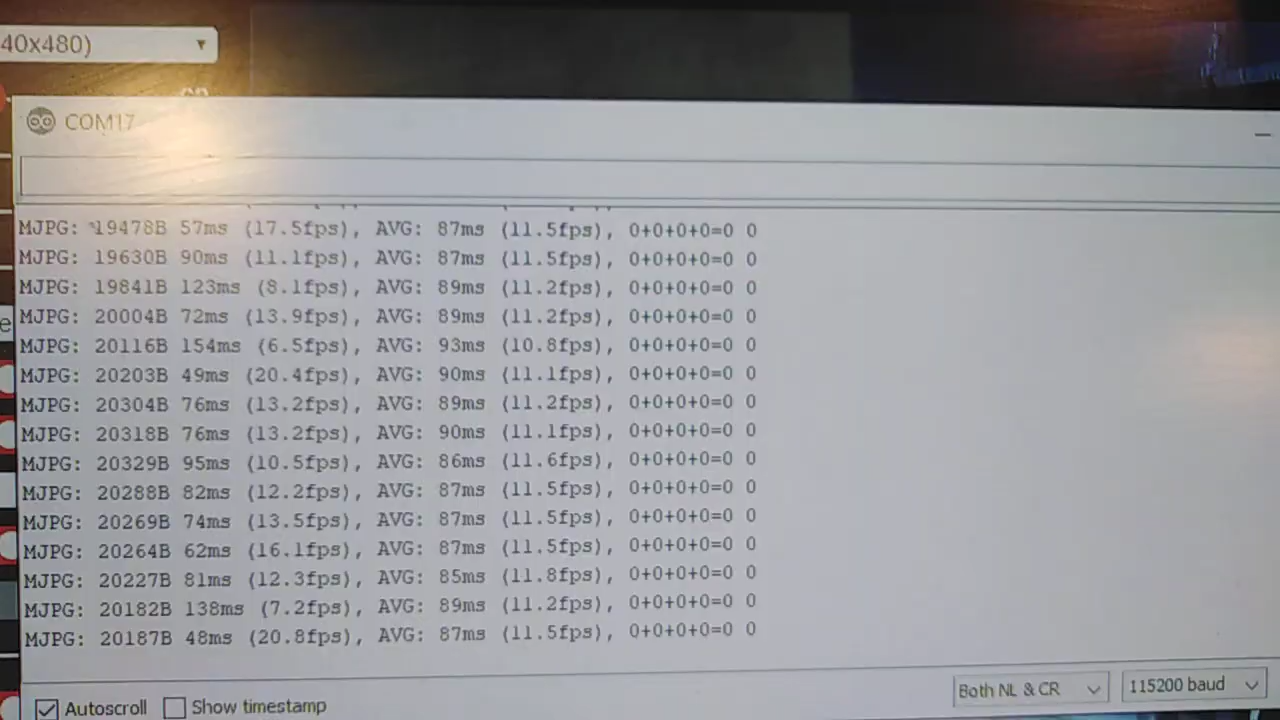 40x480)
COM17
MJPG: 19478B 57ms (17.5fps), AVG: 87ms (11.5fps), 0+0+0+0=0 0
MJPG: 19630B 90ms (11.1fps), AVG: 87ms (11.5fps), 0+0+0+0=0 0
MJPG: 19841B 123ms (8.1fps), AVG: 89ms (11.2fps), 0+0+0+0=0 0
MJPG: 20004B 72ms (13.9fps), AVG: 89ms (11.2fps), 0+0+0+0=0 0
MJPG: 20116B 154ms (6.5fps), AVG: 93ms (10.8fps), 0+0+0+0=0 0
MJPG: 20203B 49ms (20.4fps), AVG: 90ms (11.1fps), 0+0+0+0=0 0
MJPG: 20304B 76ms (13.2fps), AVG: 89ms (11.2fps), 0+0+0+0=0 0
MJPG: 20318B 76ms (13.2fps), AVG: 90ms (11.1fps), 0+0+0+0=0 0
MJPG: 20329B 95ms (10.5fps), AVG: 86ms (11.6fps), 0+0+0+0=0 0
MJPG: 20288B 82ms (12.2fps), AVG: 87ms (11.5fps), 0+0+0+0=0 0
MJPG: 20269B 74ms (13.5fps), AVG: 87ms (11.5fps), 0+0+0+0=0 0
MJPG: 20264B 62ms (16.1fps), AVG: 87ms (11.5fps), 0+0+0+0=0 0
MJPG: 20227B 81ms (12.3fps), AVG: 85ms (11.8fps), 0+0+0+0=0 0
MJPG: 20182B 138ms (7.2fps), AVG: 89ms (11.2fps), 0+0+0+0=0 0
MJPG: 20187B 48ms (20.8fps), AVG: 87ms (11.5fps), 0+0+0+0=0 0
Autoscroll Show timestamp Both NL & CR 115200 baud